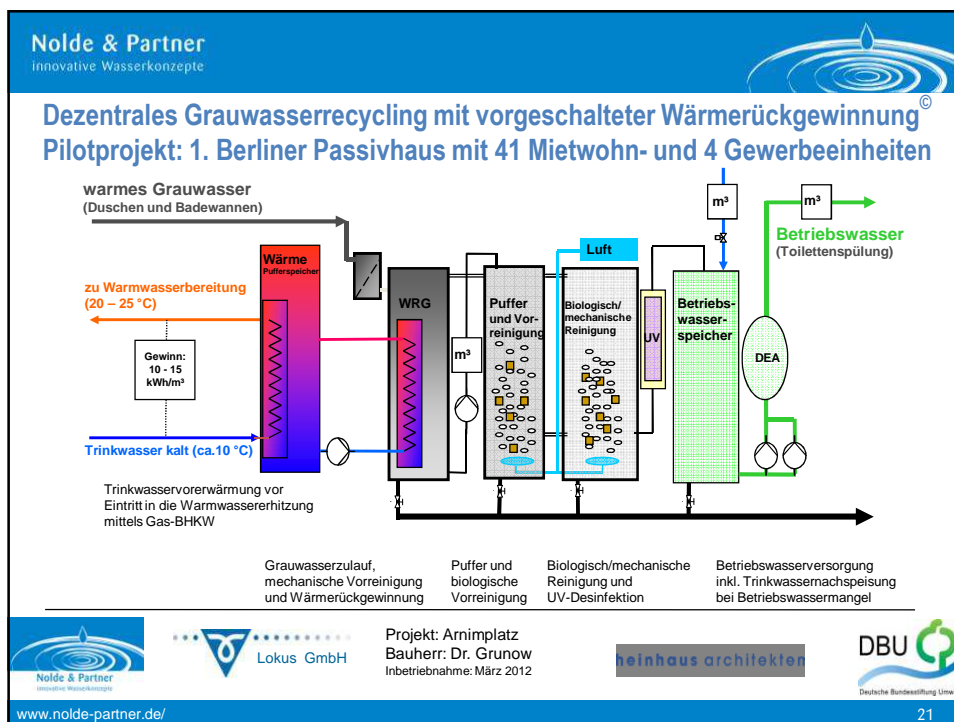 Nolde & Partner
innovative Wasserkonzepte
Dezentrales Grauwasserrecycling mit vorgeschalteter Wärmerückgewinnung©
Pilotprojekt: 1. Berliner Passivhaus mit 41 Mietwohn- und 4 Gewerbeeinheiten
warmes Grauwasser
(Duschen und Badewannen)
m³
m³
Betriebswasser
(Toilettenspülung)
Luft
Wärme
Pufferspeicher
WRG
Puffer
und Vor-
reinigung
Biologisch/
mechanische
Reinigung
UV
Betriebs-
wasser-
speicher
zu Warmwasserbereitung
(20 – 25 °C)
Gewinn:
10 - 15
kWh/m³
m³
DEA
Trinkwasser kalt (ca.10 °C)
Trinkwasservorerwärmung vor
Eintritt in die Warmwassererhitzung
mittels Gas-BHKW
Grauwasserzulauf,
mechanische Vorreinigung
und Wärmerückgewinnung
Puffer und
biologische
Vorreinigung
Biologisch/mechanische
Reinigung und
UV-Desinfektion
Betriebswasserversorgung
inkl. Trinkwassernachspeisung
bei Betriebswassermangel
Nolde & Partner
innovative Wasserkonzepte
Lokus GmbH
Projekt: Arnimplatz
Bauherr: Dr. Grunow
Inbetriebnahme: März 2012
heinhaus architekten
DBU
Deutsche Bundesstiftung Umw
www.nolde-partner.de/
21